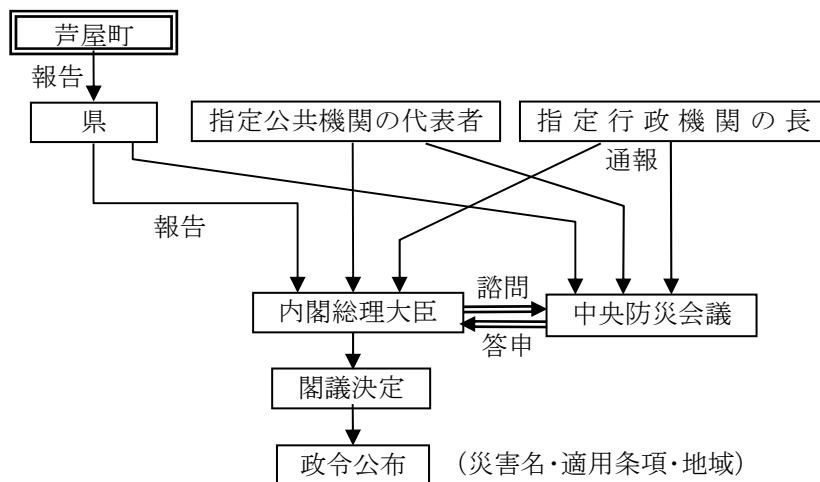 芦屋町
報告
県
指定公共機関の代表者
指定行政機関の長
通報
報告
諮問
内閣総理大臣
中央防災会議
答申
閣議決定
政令公布
(災害名・適用条項・地域)